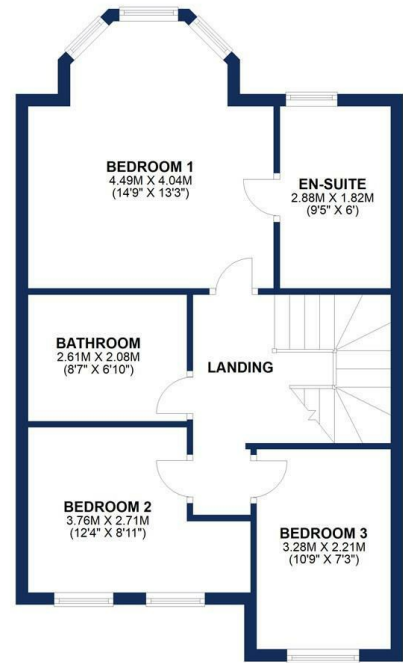 BEDROOM 1
4.49M X 4.04M
(14'9" X 13'3")
EN-SUITE
2.88M X 1.82M
(9'5" X 6')
BATHROOM
2.61M X 2.08M
(8'7" X 6'10")
LANDING
BEDROOM 2
3.76M X 2.71M
(12'4" X 8'11")
BEDROOM 3
3.28M X 2.21M
(10'9" X 7'3")